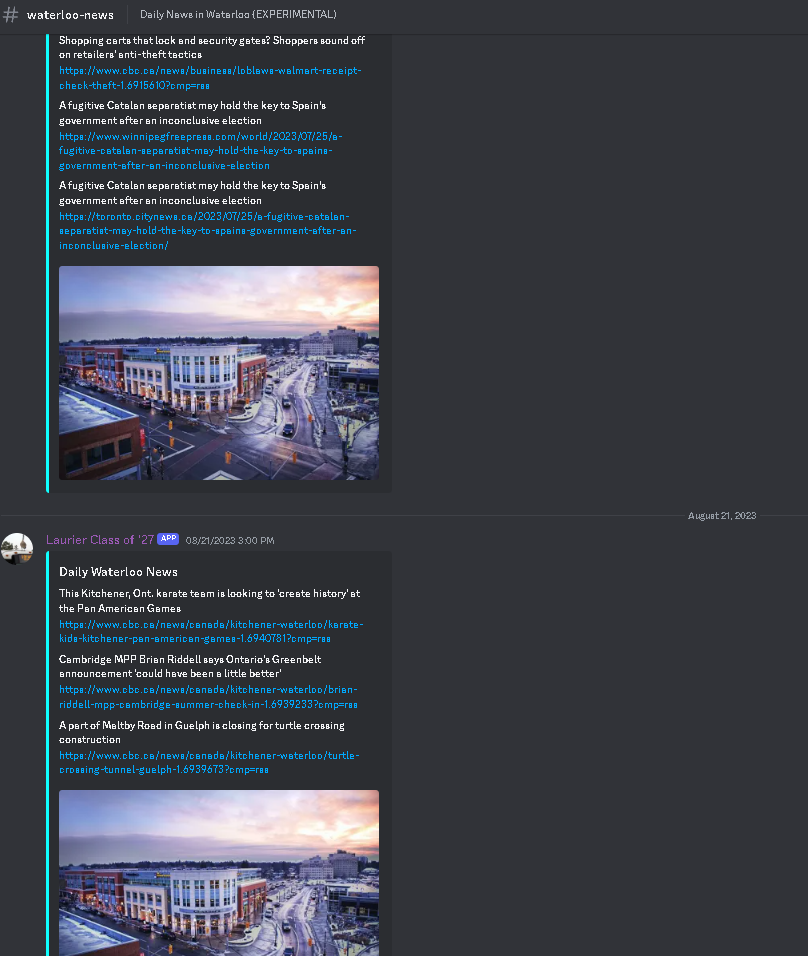 # waterloo-news Daily News in Waterloo (EXPERIMENTAL)
Shopping carts that lock and security gates? Shoppers sound off
on retailers' anti-theft tactics
https://www.cbc.ca/news/business/loblaws-walmart-receipt-
check-theft-1.6915610?cmp=rss
A fugitive Catalan separatist may hold the key to Spain's
government after an inconclusive election
https://www.winnipegfreepress.com/world/2023/07/25/a-
fugitive-catalan-separatist-may-hold-the-key-to-spains-
government-after-an-inconclusive-election
A fugitive Catalan separatist may hold the key to Spain's
government after an inconclusive election
https://toronto.citynews.ca/2023/07/25/a-fugitive-catalan-
separatist-may-hold-the-key-to-spains-government-after-an-
inconclusive-election/
August 21, 2023
Laurier Class of '27 APP 08/21/2023 3:00 PM
Daily Waterloo News
This Kitchener, Ont. karate team is looking to 'create history' at
the Pan American Games
https://www.cbc.ca/news/canada/kitchener-waterloo/karate-
kids-kitchener-pan-american-games-1.6940781?cmp=rss
Cambridge MPP Brian Riddell says Ontario's Greenbelt
announcement 'could have been a little better'
https://www.cbc.ca/news/canada/kitchener-waterloo/brian-
riddell-mpp-cambridge-summer-check-in-1.6939233?cmp=rss
A part of Maltby Road in Guelph is closing for turtle crossing
construction
https://www.cbc.ca/news/canada/kitchener-waterloo/turtle-
crossing-tunnel-guelph-1.6939673?cmp=rss